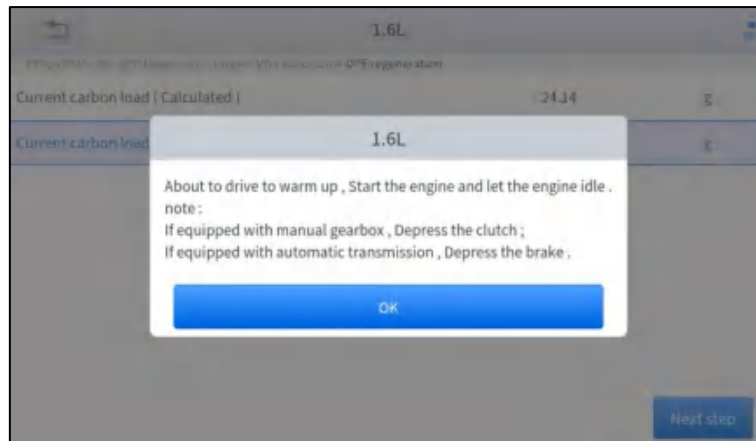 1.6L
DPF regeneration
Current carbon load ( Calculated ) 24.14 g
Current carbon load g
1.6L
About to drive to warm up , Start the engine and let the engine idle .
note :
If equipped with manual gearbox , Depress the clutch ;
If equipped with automatic transmission , Depress the brake .
OK
Next step